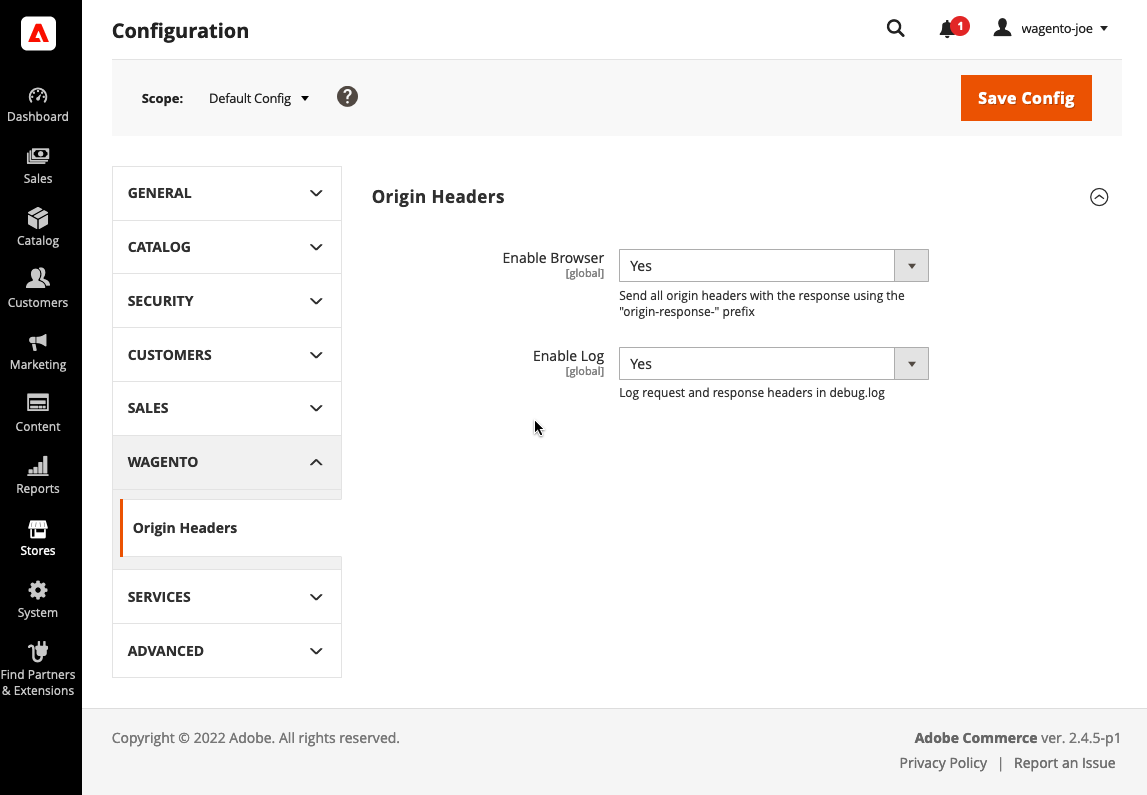 Configuration
1
wagento-joe
Scope:
Default Config
?
Save Config
Dashboard
Sales
Catalog
Customers
Marketing
Content
Reports
Stores
System
Find Partners
& Extensions
GENERAL
CATALOG
SECURITY
CUSTOMERS
SALES
WAGENTO
Origin Headers
SERVICES
ADVANCED
Origin Headers
Enable Browser
[global]
Yes
Send all origin headers with the response using the
"origin-response-" prefix
Enable Log
[global]
Yes
Log request and response headers in debug.log
Copyright © 2022 Adobe. All rights reserved.
Adobe Commerce ver. 2.4.5-p1
Privacy Policy | Report an Issue